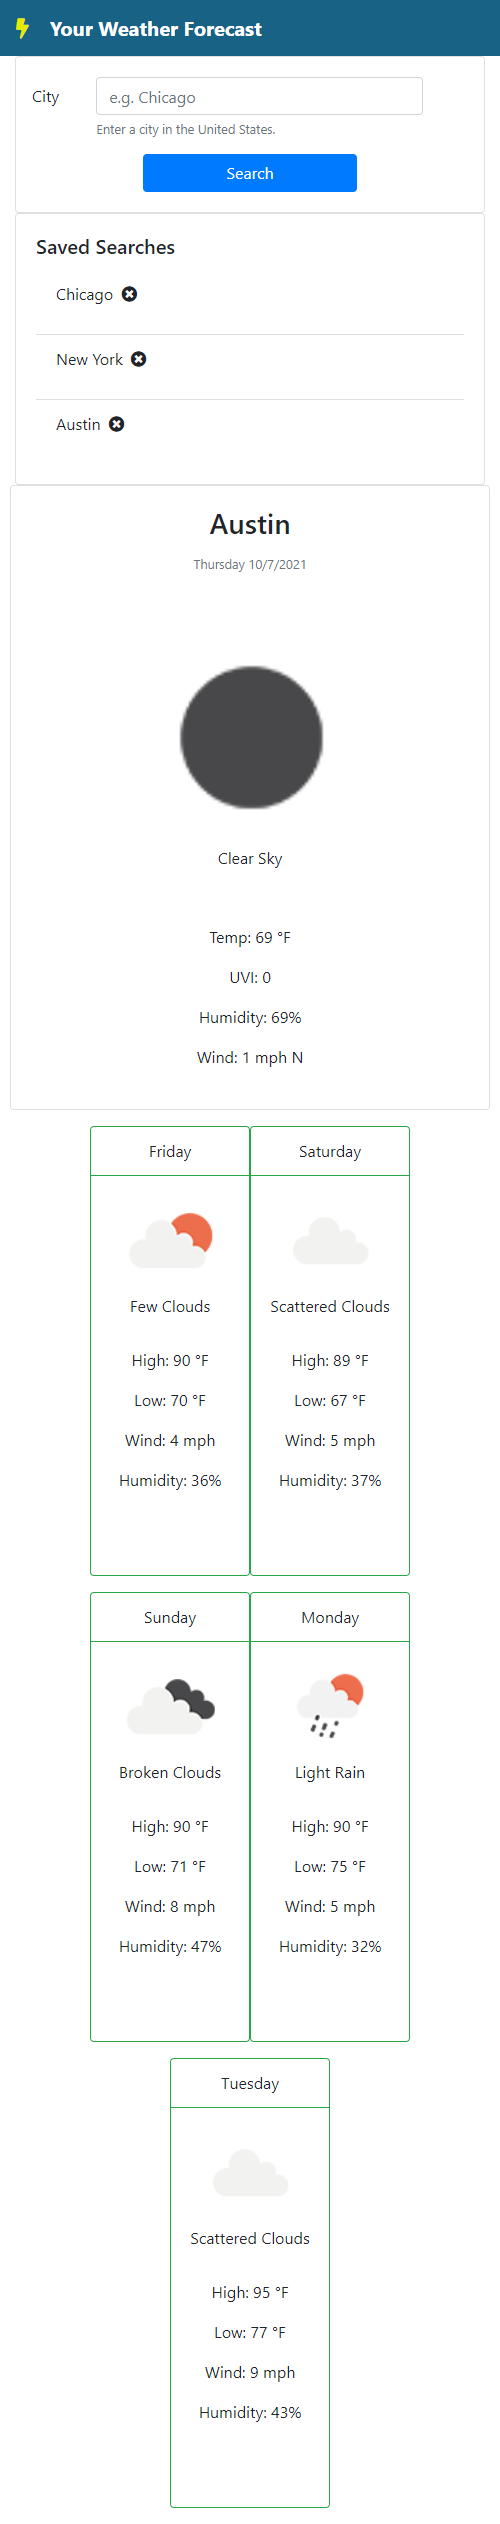 Your Weather Forecast
City
e.g. Chicago
Enter a city in the United States.
Search
Saved Searches
Chicago
New York
Austin
Austin
Thursday 10/7/2021
Clear Sky
Temp: 69 °F
UVI: 0
Humidity: 69%
Wind: 1 mph N
Friday
Few Clouds
High: 90 °F
Low: 70 °F
Wind: 4 mph
Humidity: 36%
Saturday
Scattered Clouds
High: 89 °F
Low: 67 °F
Wind: 5 mph
Humidity: 37%
Sunday
Broken Clouds
High: 90 °F
Low: 71 °F
Wind: 8 mph
Humidity: 47%
Monday
Light Rain
High: 90 °F
Low: 75 °F
Wind: 5 mph
Humidity: 32%
Tuesday
Scattered Clouds
High: 95 °F
Low: 77 °F
Wind: 9 mph
Humidity: 43%